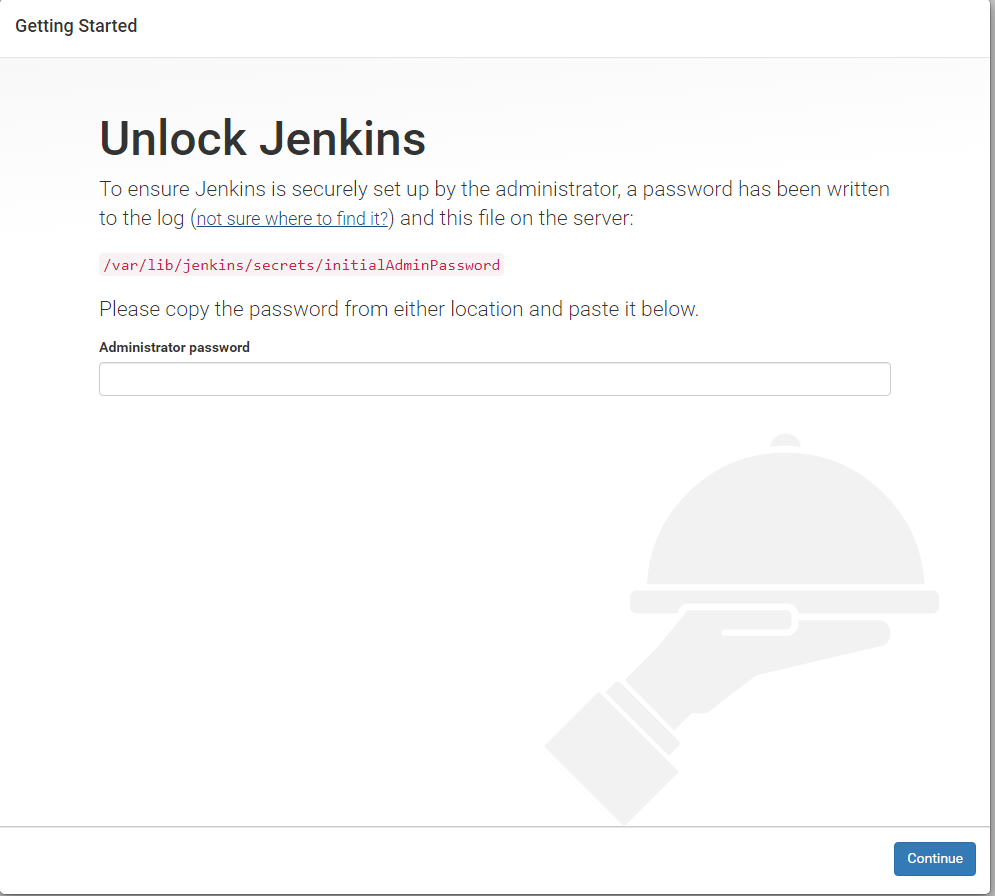 Getting Started
Unlock Jenkins
To ensure Jenkins is securely set up by the administrator, a password has been written
to the log (not sure where to find it?) and this file on the server:
/var/lib/jenkins/secrets/initialAdminPassword
Please copy the password from either location and paste it below.
Administrator password
Continue